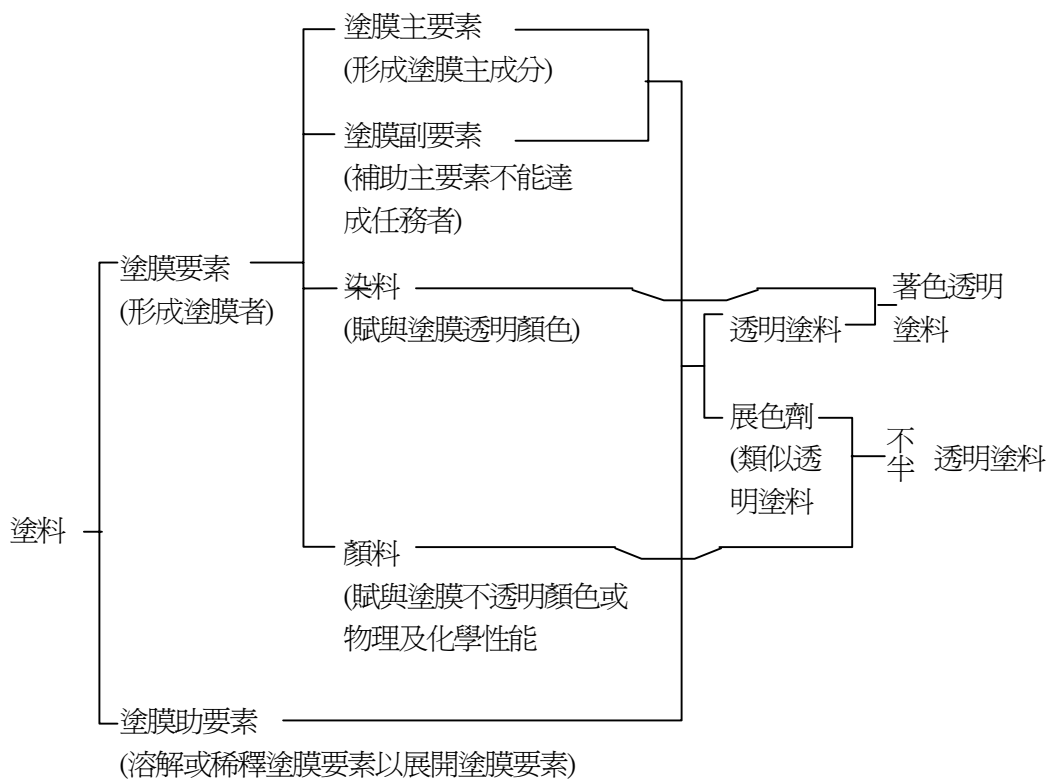 塗膜主要素
(形成塗膜主成分)
塗膜副要素
(補助主要素不能達
成任務者)
塗膜要素
(形成塗膜者)
染料
(賦與塗膜透明顏色)
著色透明
塗料
透明塗料
展色劑
(類似透
明塗料
不
半
透明塗料
塗料
顏料
(賦與塗膜不透明顏色或
物理及化學性能
塗膜助要素
(溶解或稀釋塗膜要素以展開塗膜要素)